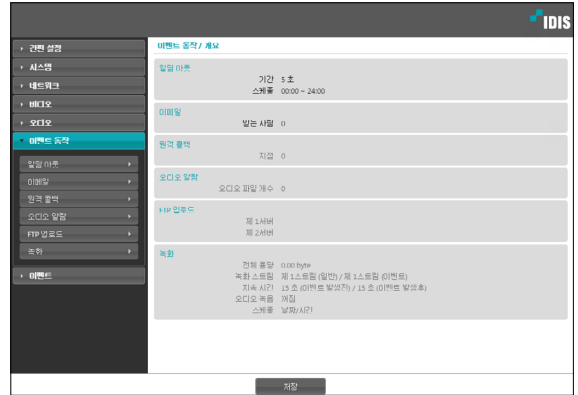 IDIS
간편 설정
시스템
네트워크
비디오
오디오
이벤트 동작
알람 아웃
이메일
원격 콜백
오디오 알람
FTP 업로드
녹화
이벤트
이벤트 동작 / 개요
알람 아웃
기간 5 초
스케줄 00:00 ~ 24:00
이메일
받는 사람 0
원격 콜백
지점 0
오디오 알람
오디오 파일 개수 0
FTP 업로드
제 1서버
제 2서버
녹화
전체 용량 0.00 byte
녹화 스트림 제 1스트림 (일반) / 제 1스트림 (이벤트)
지속 시간 15 초 (이벤트 발생전) / 15 초 (이벤트 발생후)
오디오 녹음 꺼짐
스케줄 날짜/시간
저장